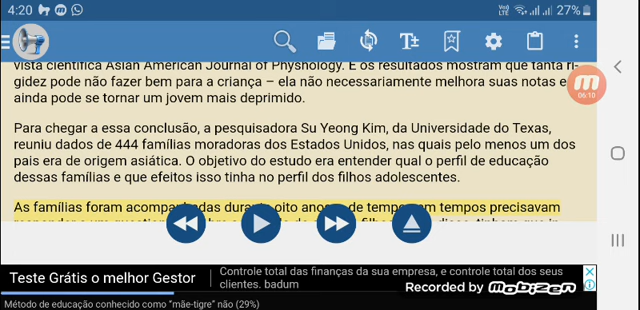 4:20
27%
T±
vista científica Asian American Journal of Physhology. E os resultados mostram que tanta ri-
gidez pode não fazer bem para a criança – ela não necessariamente melhora suas notas e
ainda pode se tornar um jovem mais deprimido.
06:10
Para chegar a essa conclusão, a pesquisadora Su Yeong Kim, da Universidade do Texas,
reuniu dados de 444 famílias moradoras dos Estados Unidos, nas quais pelo menos um dos
pais era de origem asiática. O objetivo do estudo era entender qual o perfil de educação
dessas famílias e que efeitos isso tinha no perfil dos filhos adolescentes.
As famílias foram acompanhadas durante oito anos de tempo em tempos precisavam
Teste Grátis o melhor Gestor
Controle total das finanças da sua empresa, e controle total dos seus
clientes. badum
Recorded by mobizen
Método de educação conhecido como “mãe-tigre” não (29%)